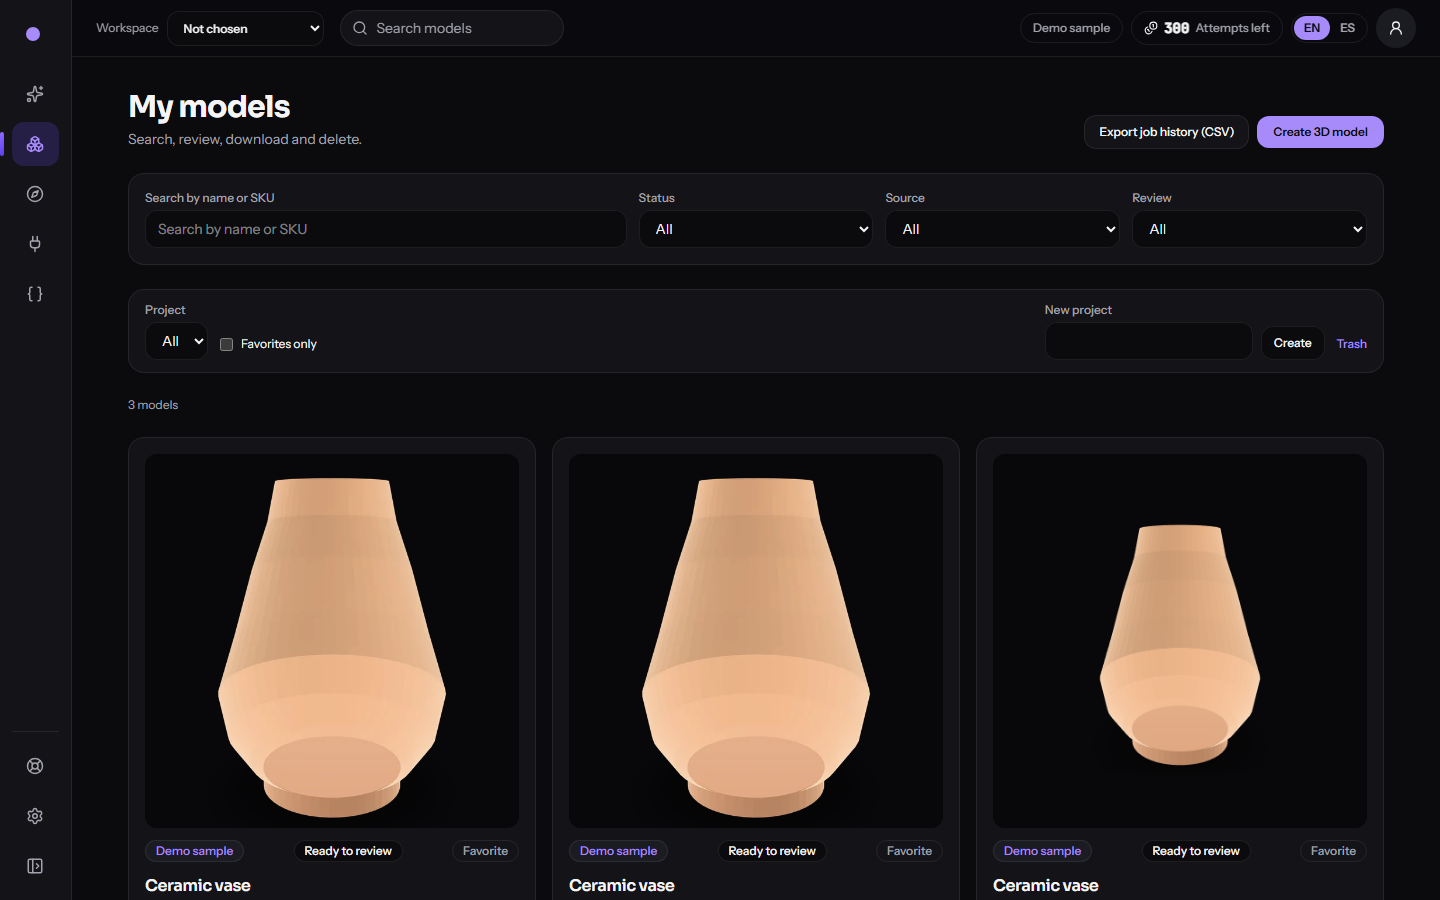 Workspace
Not chosen
Search models
Demo sample
300 Attempts left
EN
ES
My models
Search, review, download and delete.
Export job history (CSV)
Create 3D model
Search by name or SKU
Status
Source
Review
Search by name or SKU
All
All
All
Project
New project
All
Favorites only
Create
Trash
3 models
Demo sample
Ready to review
Favorite
Demo sample
Ready to review
Favorite
Demo sample
Ready to review
Favorite
Ceramic vase
Ceramic vase
Ceramic vase